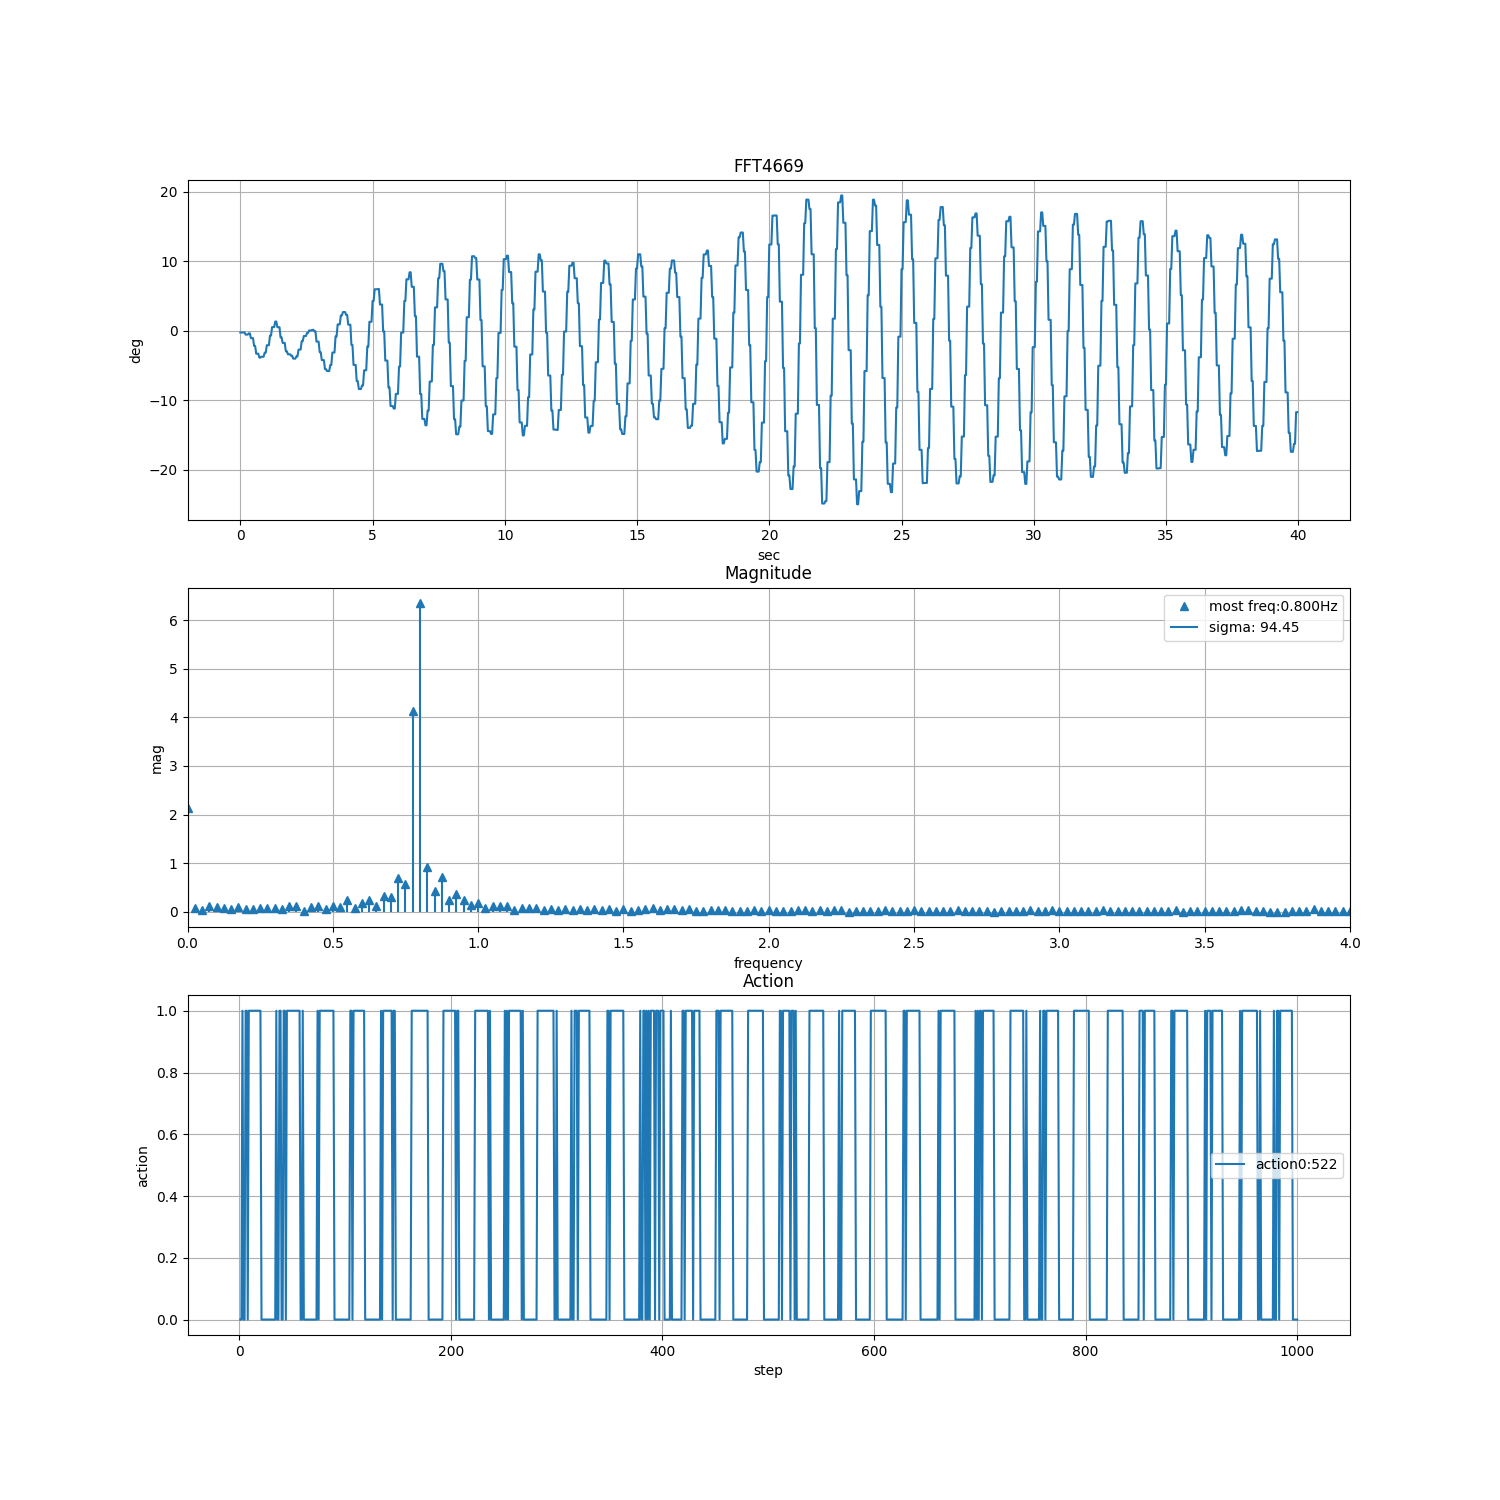 FFT4669
20
10
0
−10
−20
deg
0 5 10 15 20 25 30 35 40
sec
Magnitude
most freq:0.800Hz
sigma: 94.45
6
5
4
3
2
1
0
mag
0.0 0.5 1.0 1.5 2.0 2.5 3.0 3.5 4.0
frequency
Action
1.0
0.8
0.6
0.4
0.2
0.0
action
action0:522
0 200 400 600 800 1000
step